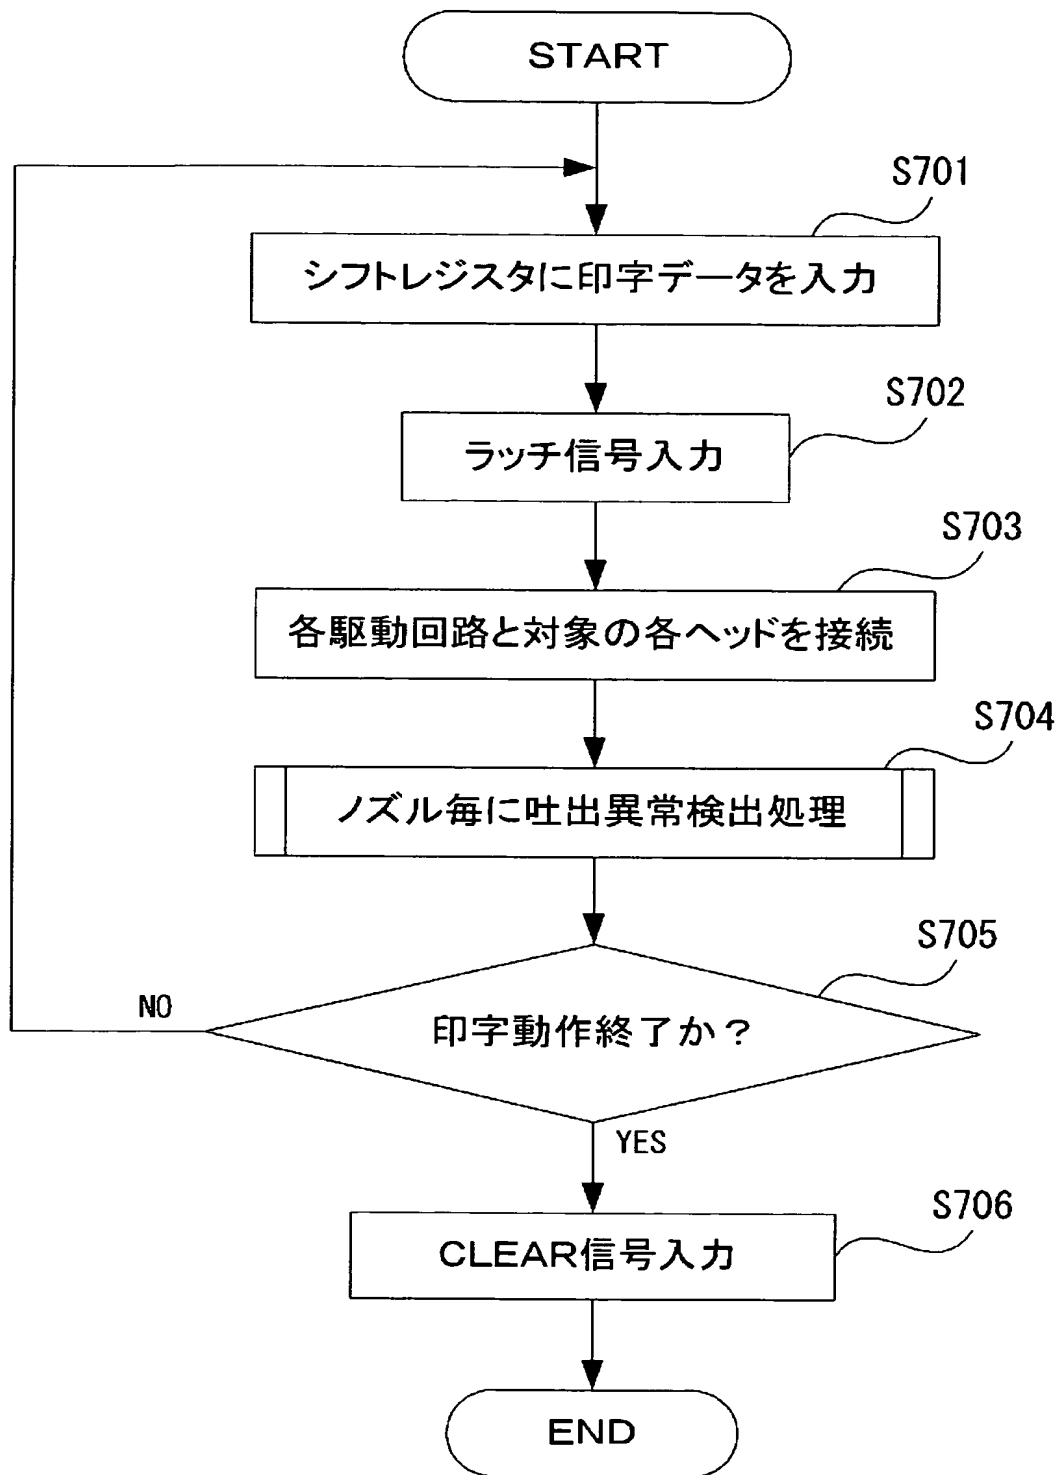 START
S701
シフトレジスタに印字データを入力
S702
ラッチ信号入力
S703
各駆動回路と対象の各ヘッドを接続
S704
ノズル毎に吐出異常検出処理
S705
NO
印字動作終了か？
YES
S706
CLEAR信号入力
END